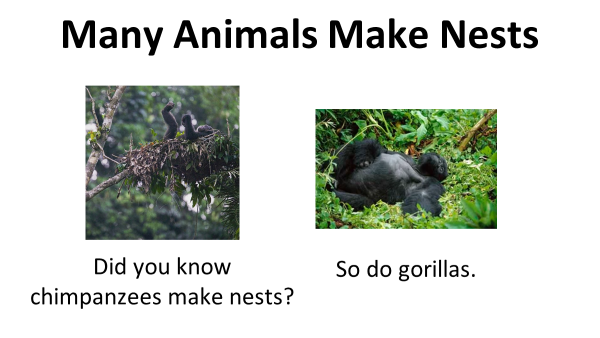 Many Animals Make Nests
Did you know
chimpanzees make nests?
So do gorillas.